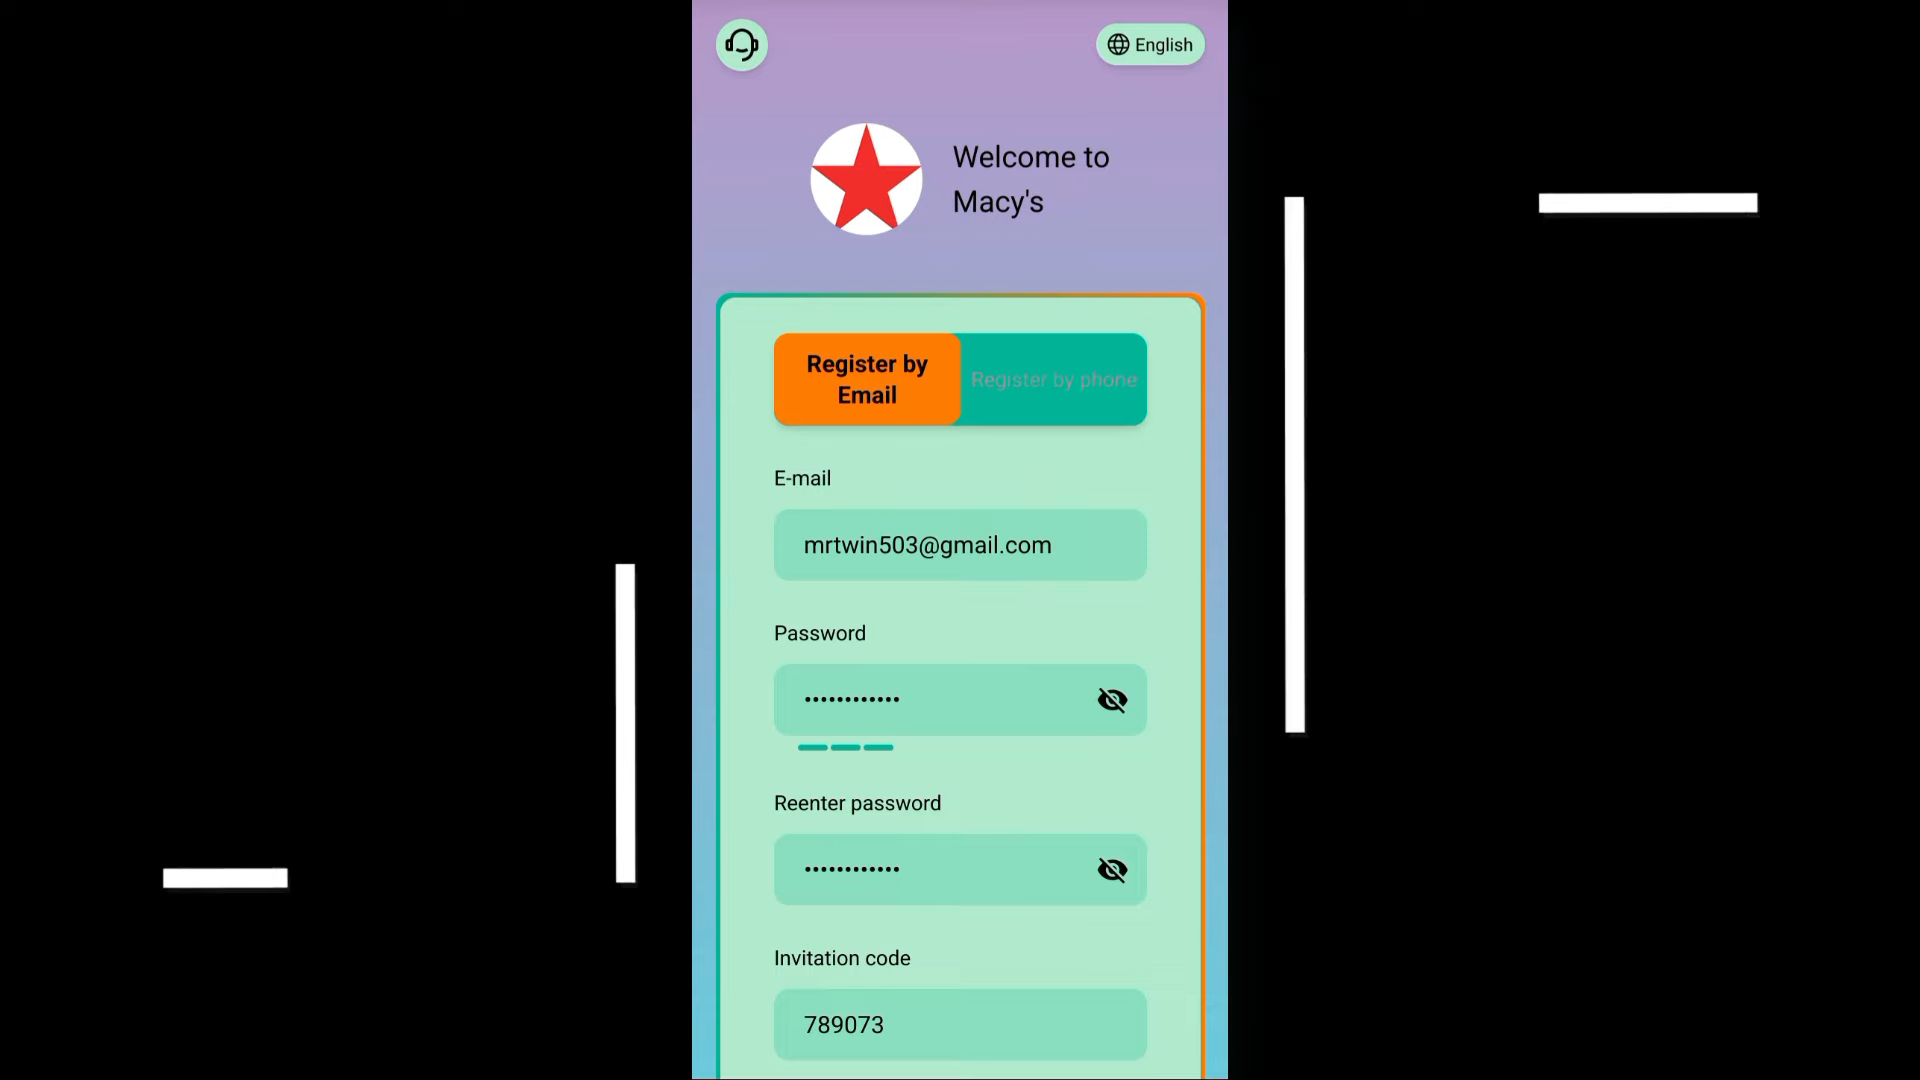 English
Welcome to
Macy's
Register by
Email
Register by phone
E-mail
mrtwin503@gmail.com
Password
••••••••••••
Reenter password
••••••••••••
Invitation code
789073